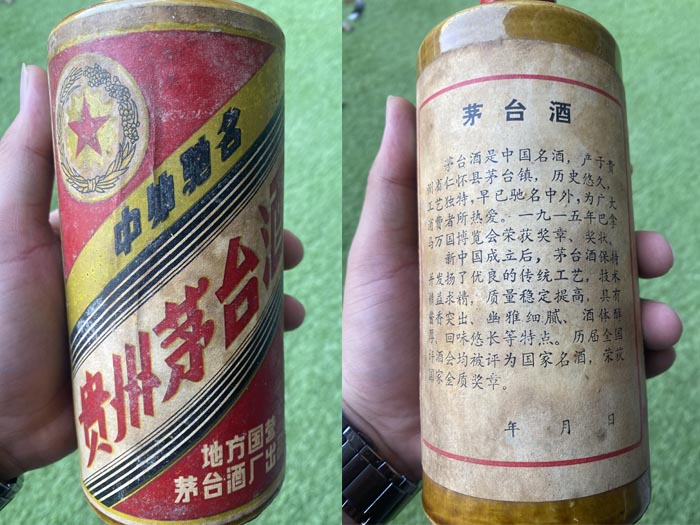 中外驰名
贵州茅台酒
地方国营
茅台酒厂出
茅台酒
茅台酒是中国名酒，产于贵
州省仁怀县茅台镇，历史悠久，
工艺独特，早已驰名中外，为广大
消费者所热爱。一九一五年巴拿
马万国博览会荣获奖章、奖状。
新中国成立后，茅台酒保持
并发扬了优良的传统工艺，技术
精益求精，质量稳定提高，具有
酱香突出、幽雅细腻、酒体醇
厚、回味悠长等特点。历届全国
评酒会均被评为国家名酒，荣获
国家金质奖章。
年 月 日